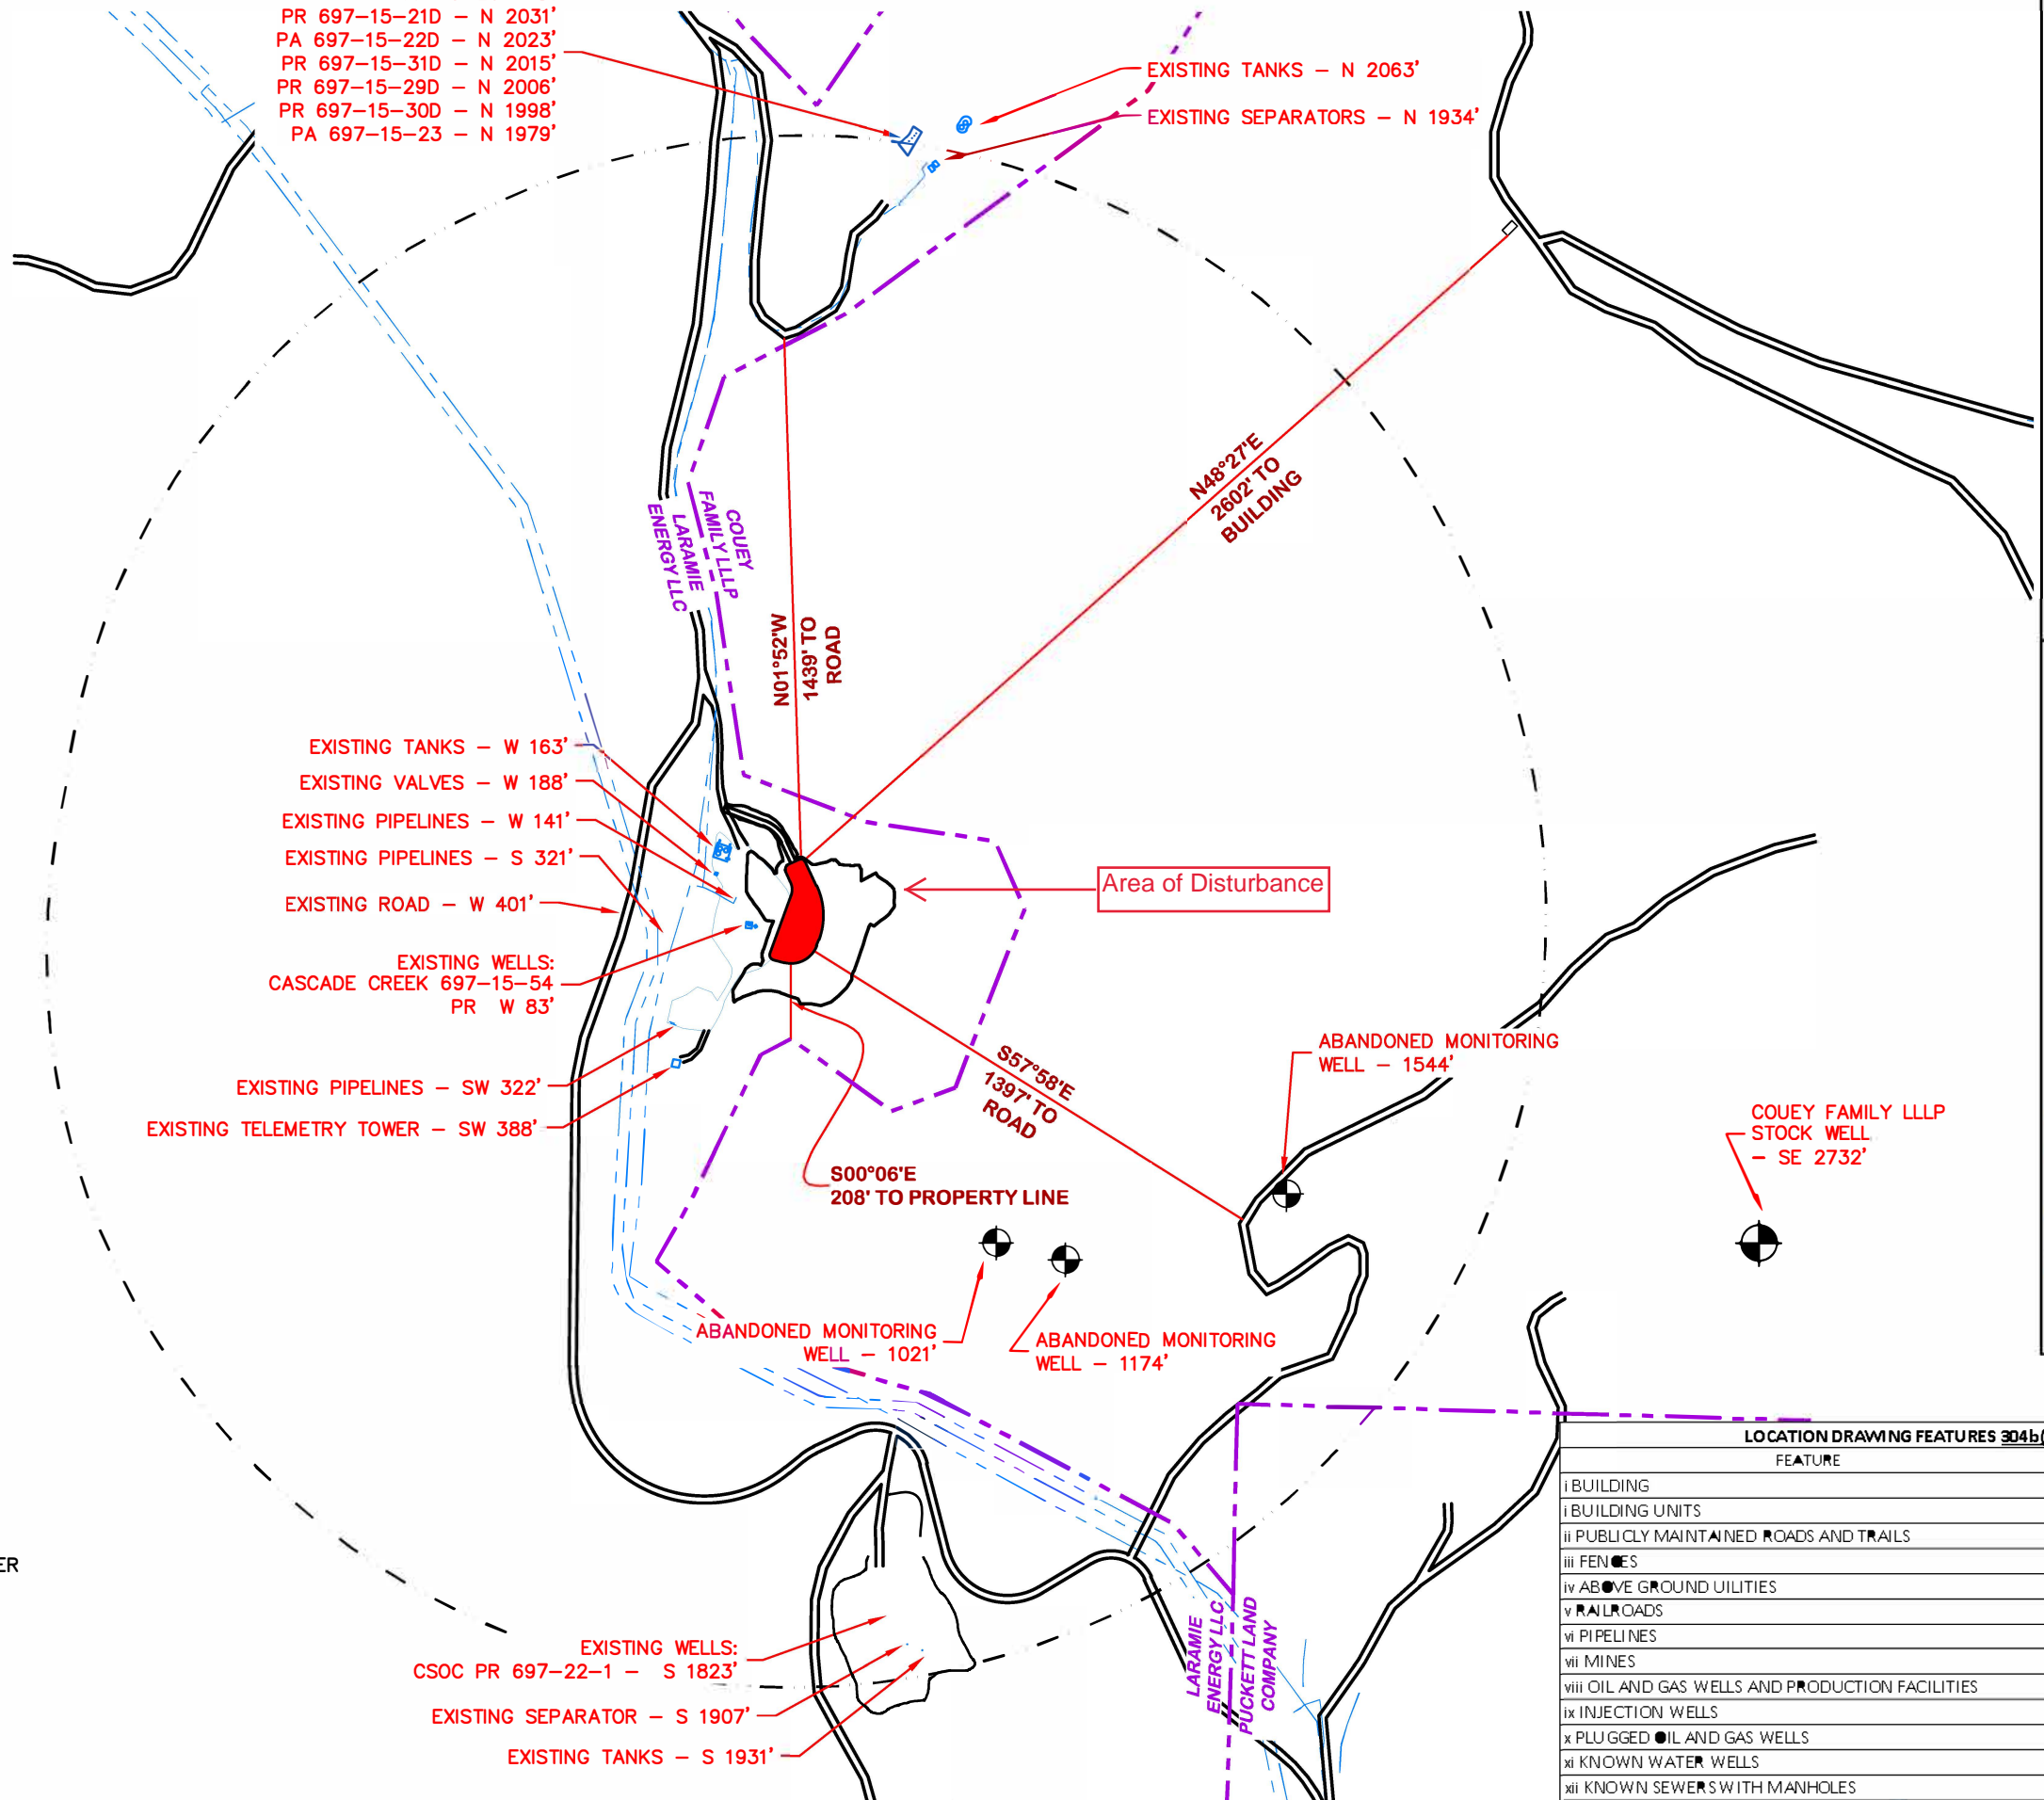 PR 697-15-21D - N 2031'
PA 697-15-22D - N 2023'
PR 697-15-31D - N 2015'
PR 697-15-29D - N 2006'
PR 697-15-30D - N 1998'
PA 697-15-23 - N 1979'
EXISTING TANKS - N 2063'
EXISTING SEPARATORS - N 1934'
N48°27'E
2602' TO
BUILDING
COUEY
FAMILY LLLP
LARAMIE
ENERGY LLC
N01°52'W
1439' TO
ROAD
EXISTING TANKS - W 163'
EXISTING VALVES - W 188'
EXISTING PIPELINES - W 141'
EXISTING PIPELINES - S 321'
EXISTING ROAD - W 401'
EXISTING WELLS:
CASCADE CREEK 697-15-54
PR W 83'
EXISTING PIPELINES - SW 322'
EXISTING TELEMETRY TOWER - SW 388'
Area of Disturbance
S57°58'E
1397' TO
ROAD
S00°06'E
208' TO PROPERTY LINE
ABANDONED MONITORING
WELL - 1544'
COUEY FAMILY LLLP
STOCK WELL
- SE 2732'
ABANDONED MONITORING
WELL - 1021'
ABANDONED MONITORING
WELL - 1174'
ER
EXISTING WELLS:
CSOC PR 697-22-1 - S 1823'
EXISTING SEPARATOR - S 1907'
EXISTING TANKS - S 1931'
LARAMIE
ENERGY LLC
PUCKETT LAND
COMPANY
LOCATION DRAWING FEATURES 304b(
FEATURE
i BUILDING
i BUILDING UNITS
ii PUBLICLY MAINTAINED ROADS AND TRAILS
iii FENCES
iv ABOVE GROUND UILITIES
v RAILROADS
vi PIPELINES
vii MINES
viii OIL AND GAS WELLS AND PRODUCTION FACILITIES
ix INJECTION WELLS
x PLUGGED OIL AND GAS WELLS
xi KNOWN WATER WELLS
xii KNOWN SEWERS WITH MANHOLES